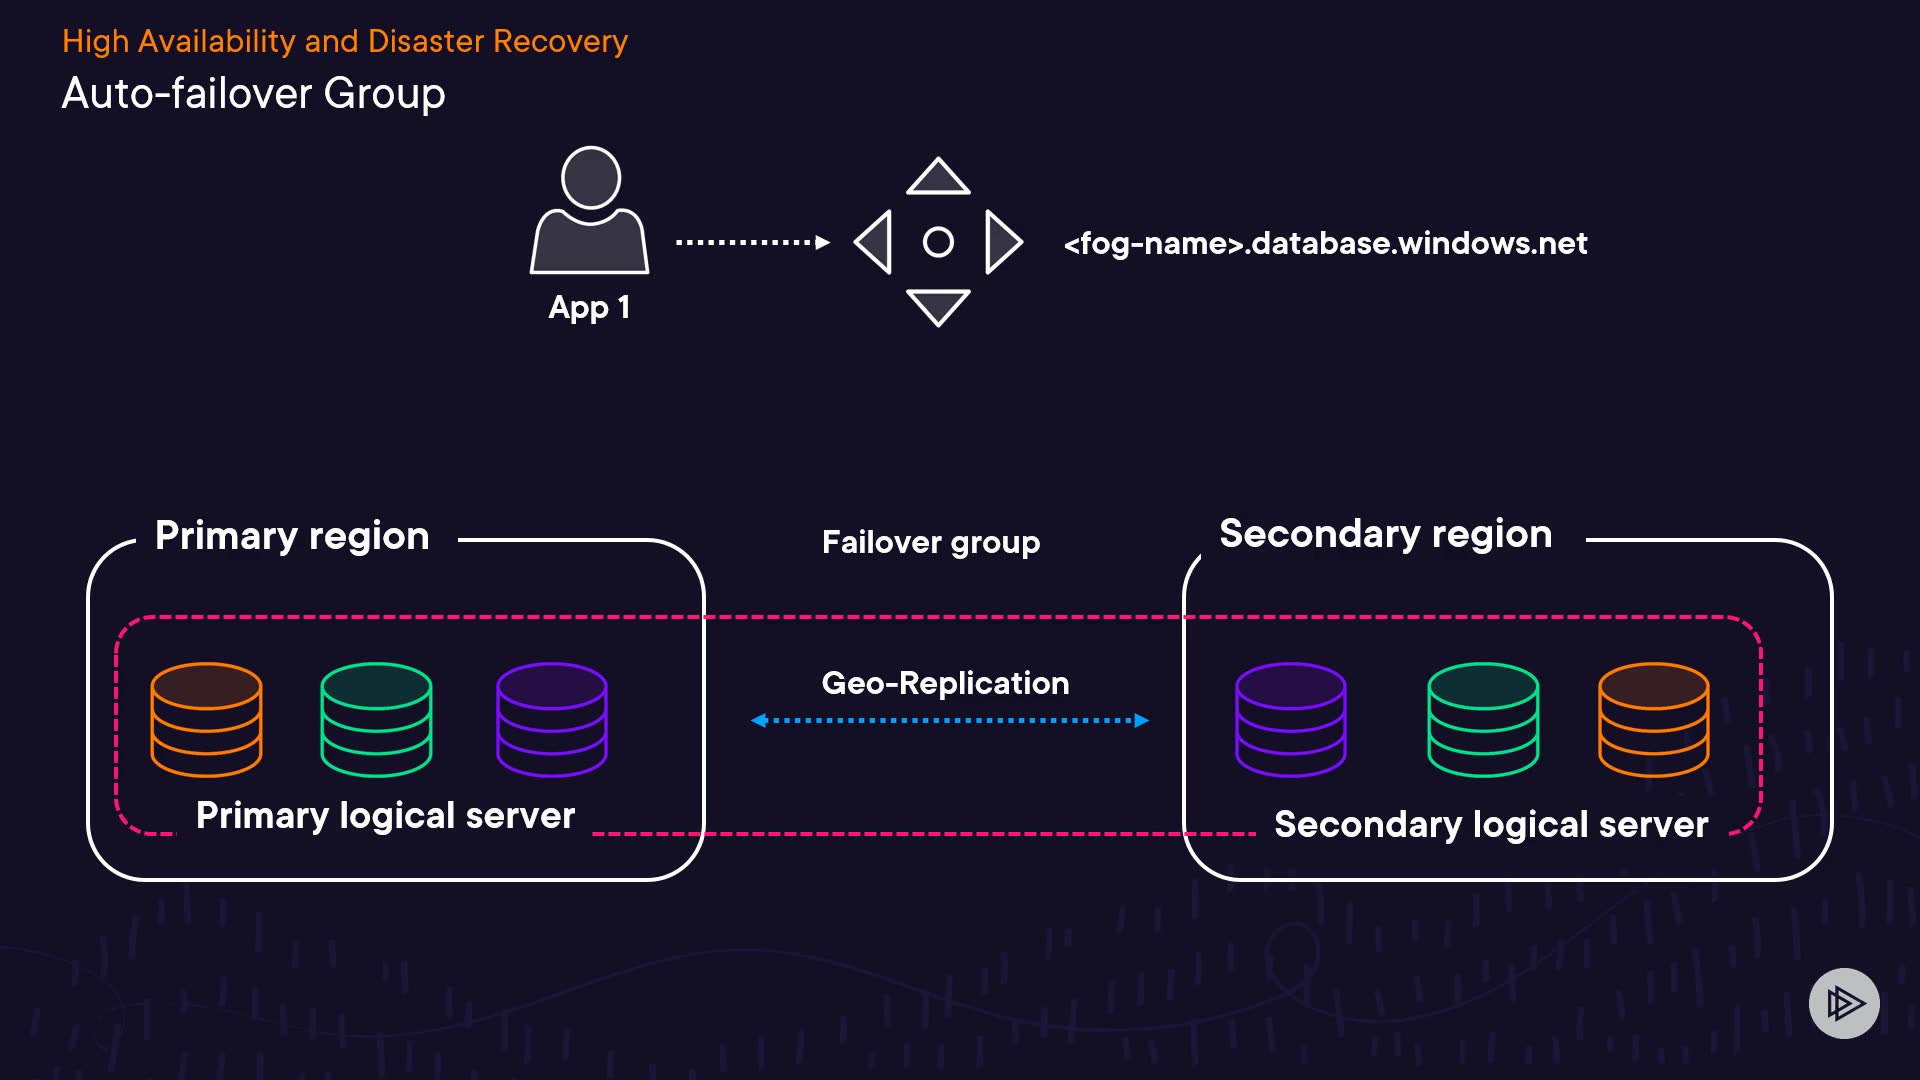 High Availability and Disaster Recovery
Auto-failover Group
<fog-name>.database.windows.net
App 1
Primary region
Failover group
Secondary region
Geo-Replication
Primary logical server
Secondary logical server